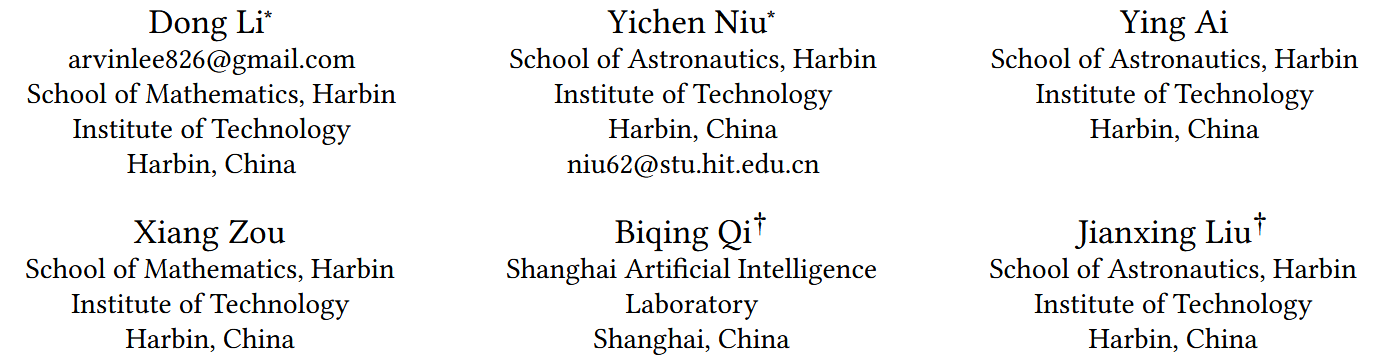 Dong Li*
arvinlee826@gmail.com
School of Mathematics, Harbin
Institute of Technology
Harbin, China
Yichen Niu*
School of Astronautics, Harbin
Institute of Technology
Harbin, China
niu62@stu.hit.edu.cn
Ying Ai
School of Astronautics, Harbin
Institute of Technology
Harbin, China
Xiang Zou
School of Mathematics, Harbin
Institute of Technology
Harbin, China
Biqing Qi†
Shanghai Artificial Intelligence
Laboratory
Shanghai, China
Jianxing Liu†
School of Astronautics, Harbin
Institute of Technology
Harbin, China